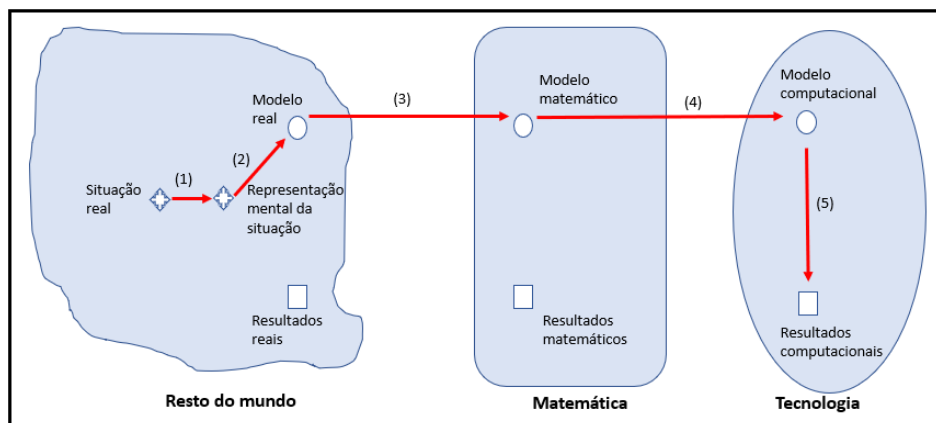 Modelo
real
(3)
Modelo
matemático
(4)
Modelo
computacional
(2)
(1)
Situação
real
Representação
mental da
situação
(5)
Resultados
reais
Resultados
matemáticos
Resultados
computacionais
Resto do mundo
Matemática
Tecnologia